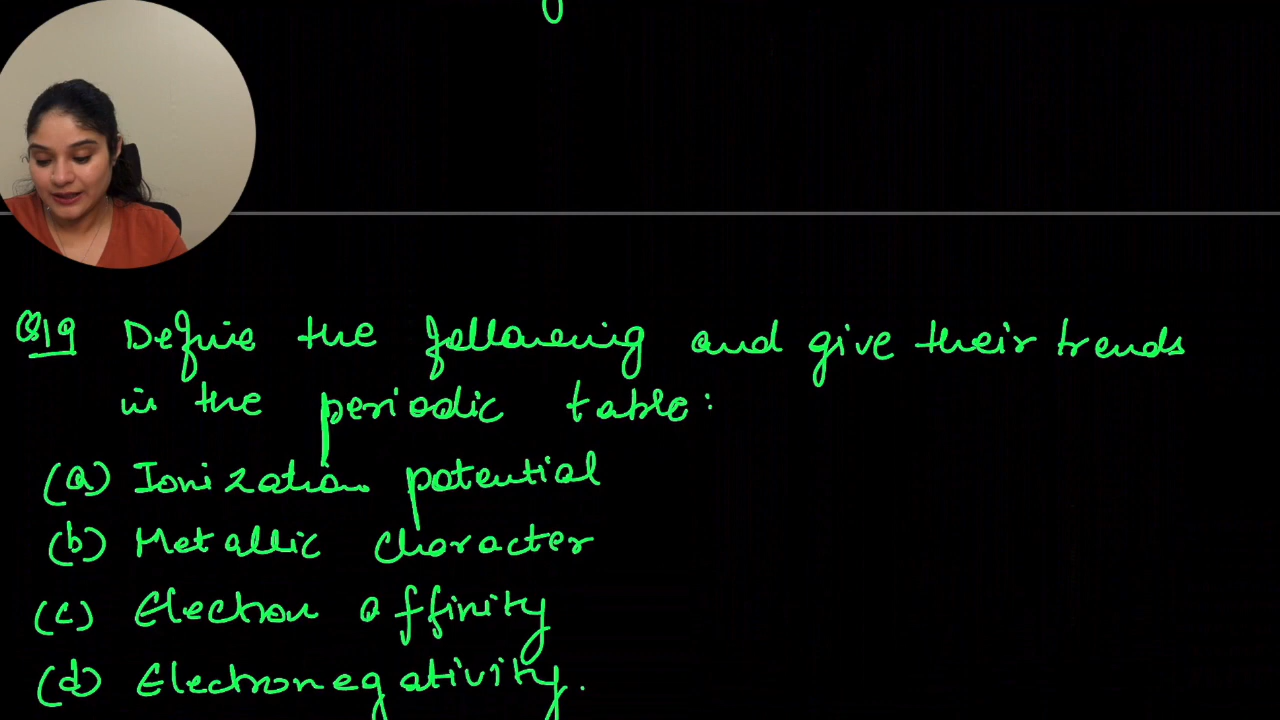 Q19 Define the following and give their trends
in the periodic table:
(a) Ionization potential
(b) Metallic character
(c) Electron affinity
(d) Electronegativity.